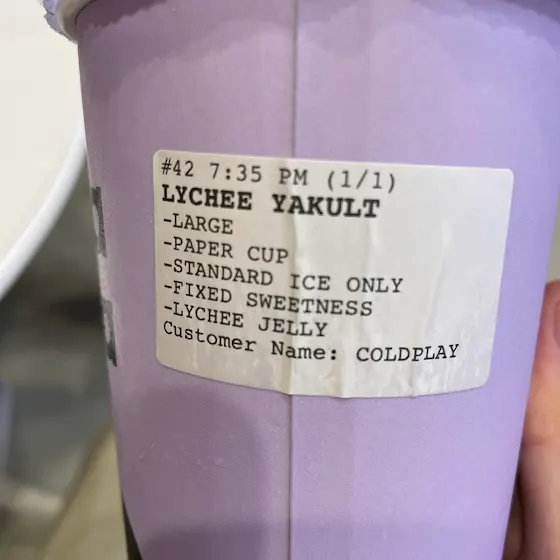 #42 7:35 PM (1/1)
LYCHEE YAKULT
-LARGE
-PAPER CUP
-STANDARD ICE ONLY
-FIXED SWEETNESS
-LYCHEE JELLY
Customer Name: COLDPLAY